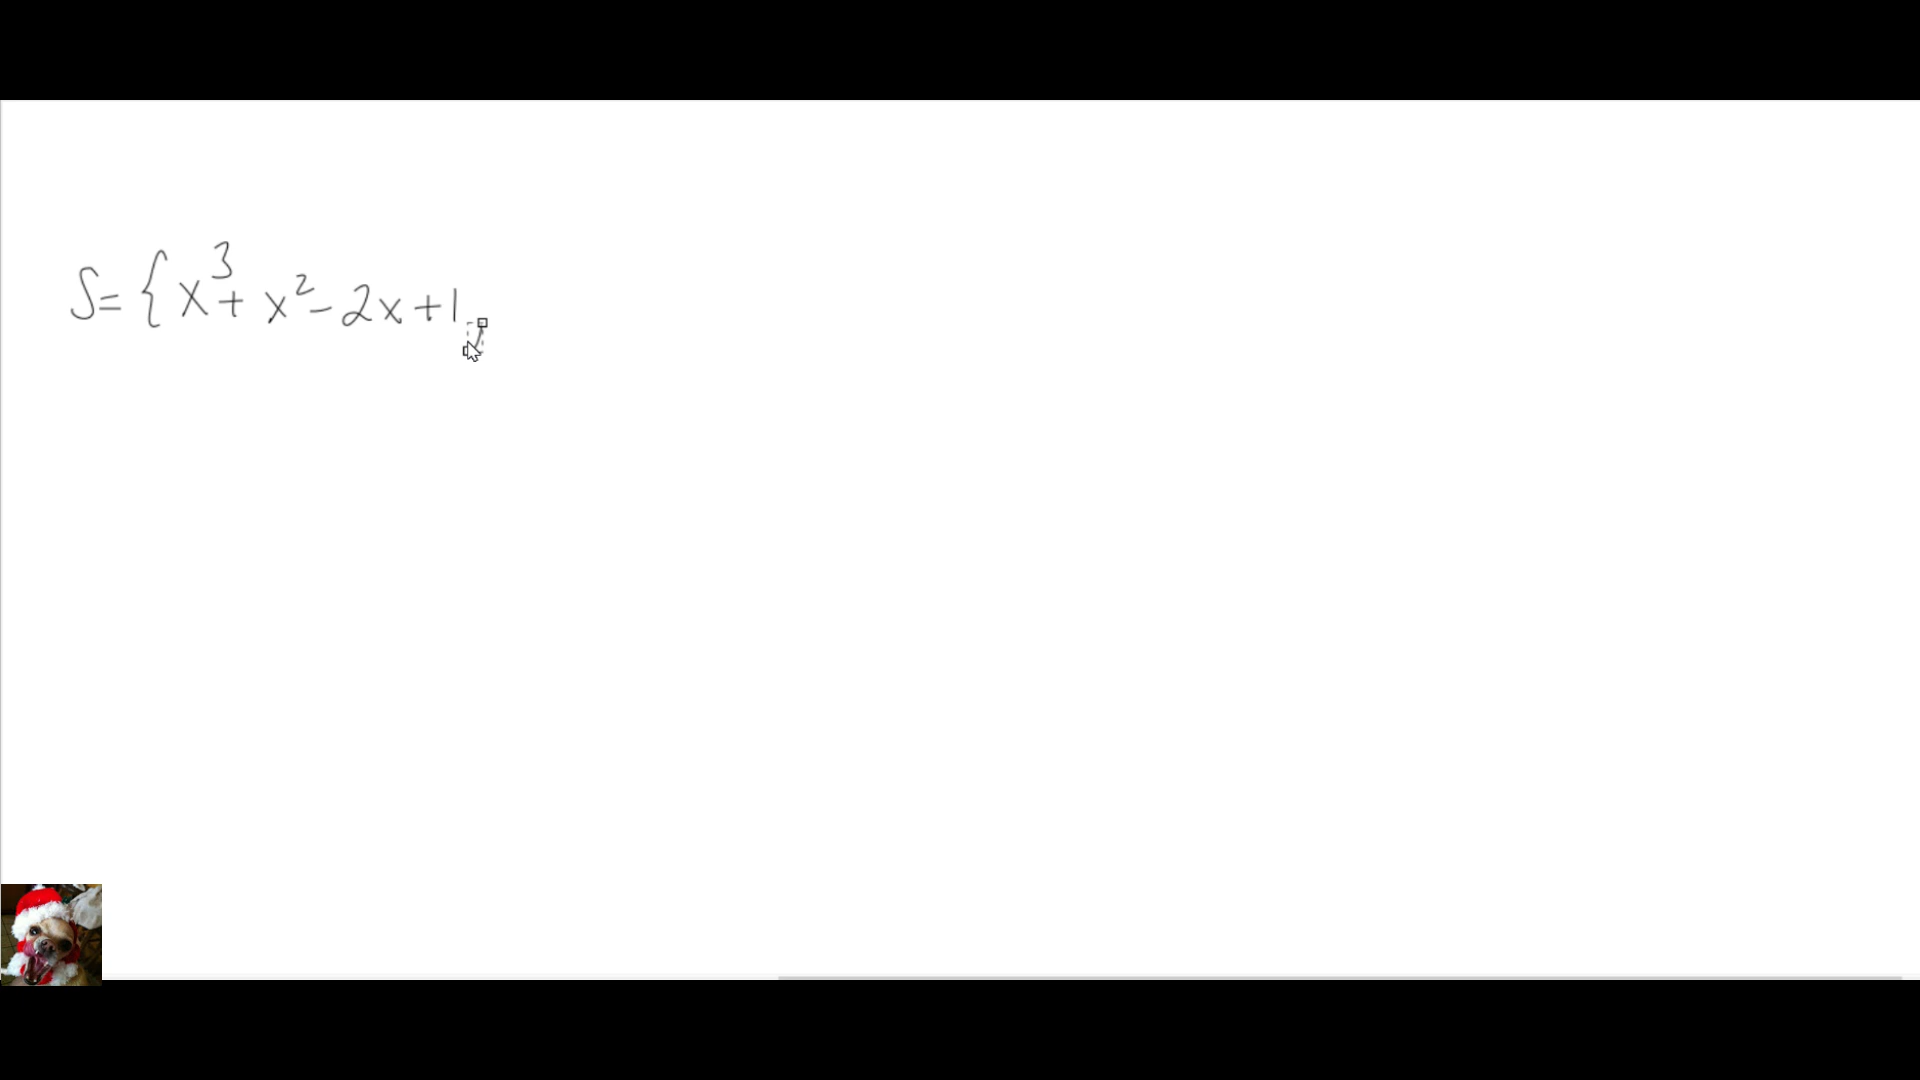 S = { x³ + x² - 2x + 1,